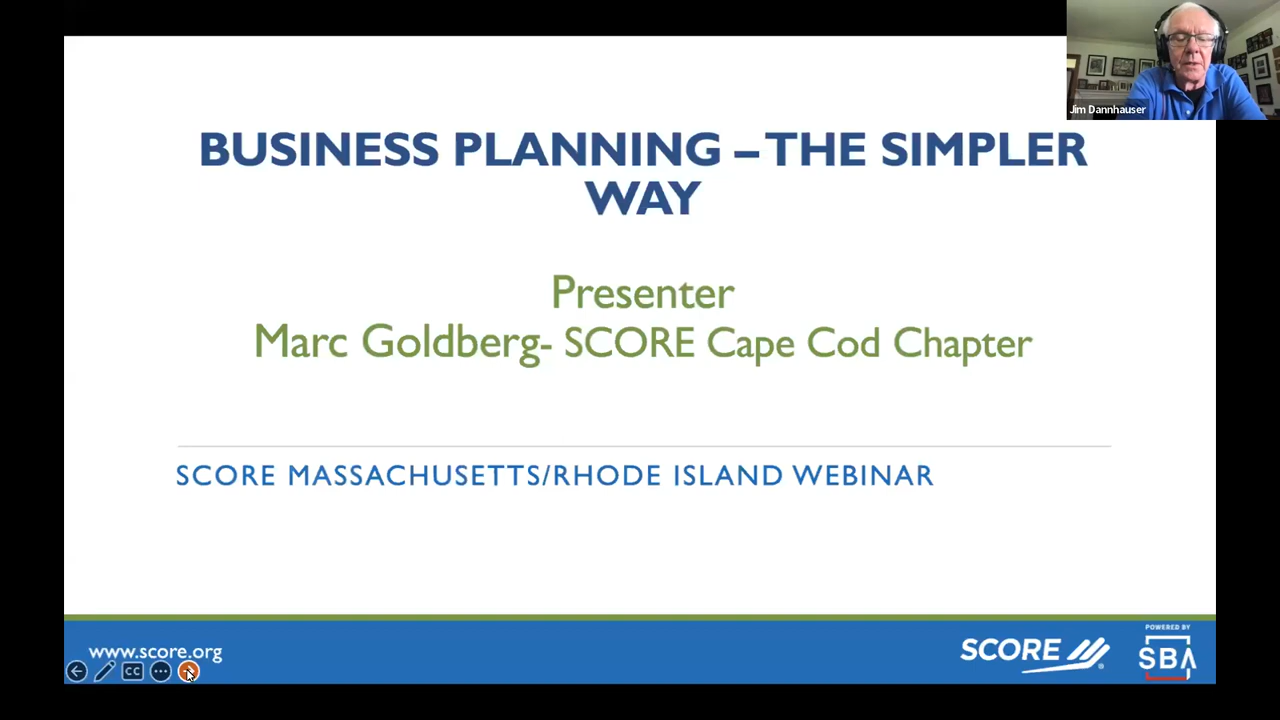 Jim Dannhauser
BUSINESS PLANNING – THE SIMPLER
WAY
Presenter
Marc Goldberg- SCORE Cape Cod Chapter
SCORE MASSACHUSETTS/RHODE ISLAND WEBINAR
www.score.org
CC
SCORE
®
POWERED BY
SBA